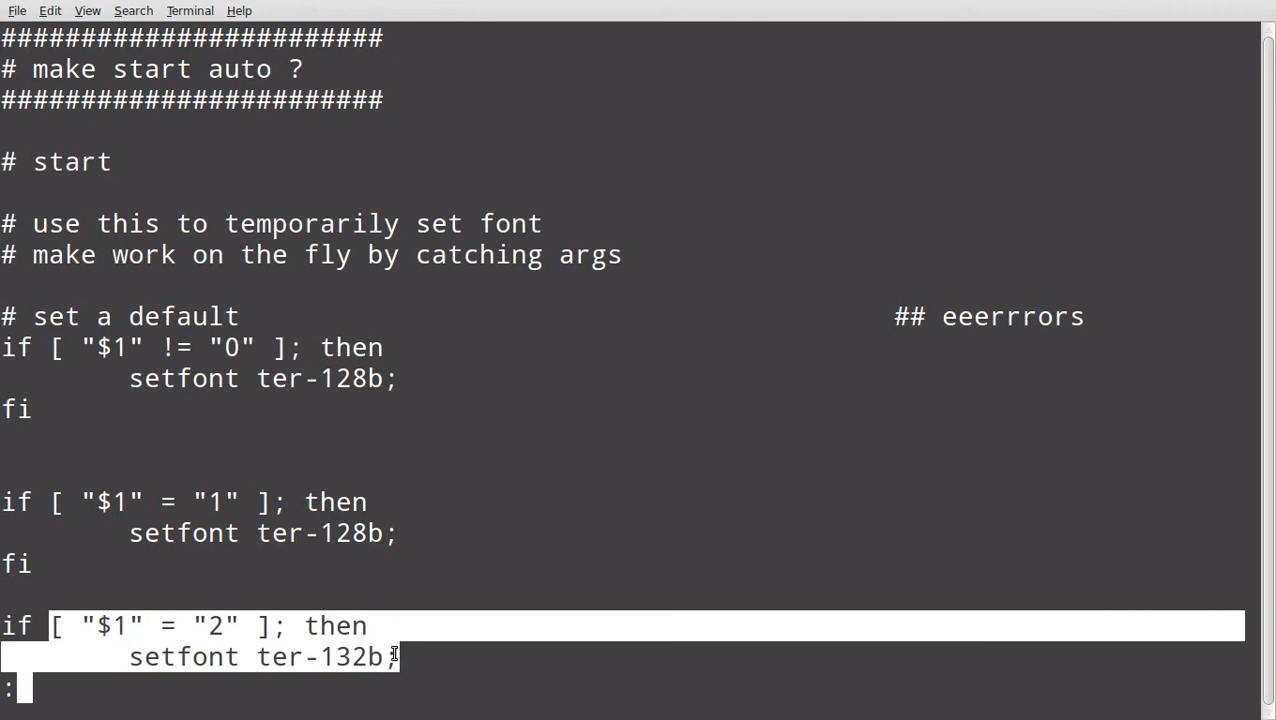 File Edit View Search Terminal Help
########################
# make start auto ?
########################
# start
# use this to temporarily set font
# make work on the fly by catching args
# set a default ## eeerrrors
if [ "$1" != "0" ]; then
setfont ter-128b;
fi
if [ "$1" = "1" ]; then
setfont ter-128b;
fi
if [ "$1" = "2" ]; then
setfont ter-132b;
: